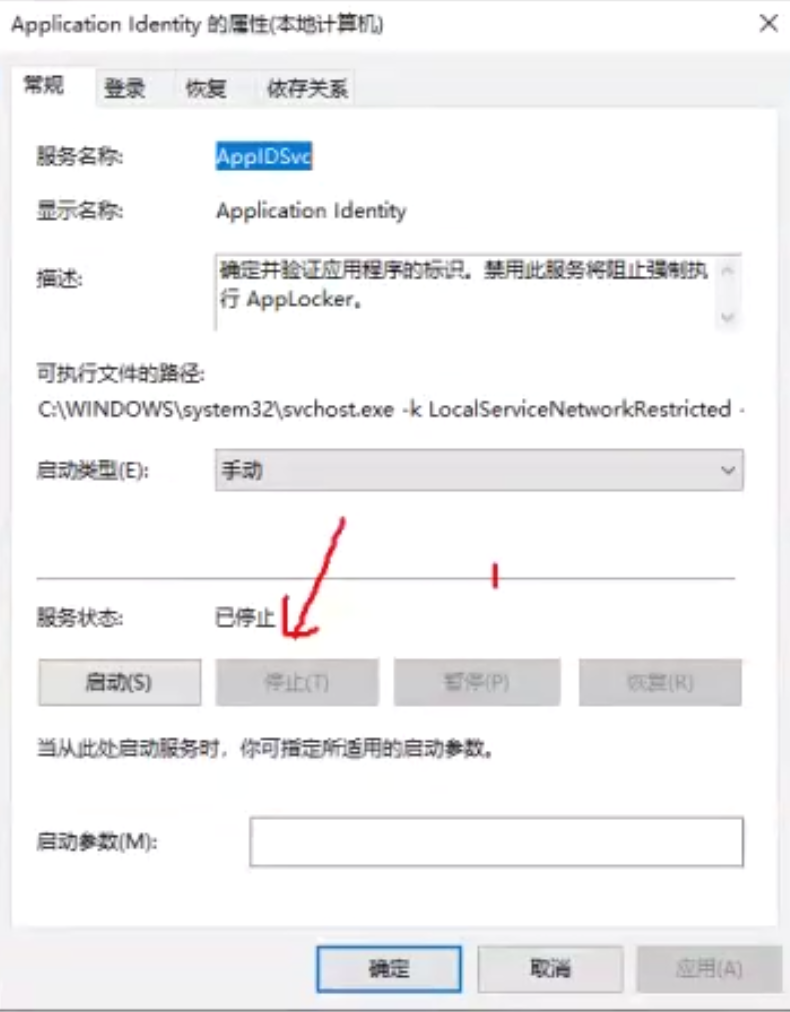 Application Identity 的属性(本地计算机)
常规 登录 恢复 依存关系
服务名称: AppIDSvc
显示名称: Application Identity
描述: 确定并验证应用程序的标识。禁用此服务将阻止强制执
行 AppLocker。
可执行文件的路径:
C:\WINDOWS\system32\svchost.exe -k LocalServiceNetworkRestricted -
启动类型(E): 手动
服务状态: 已停止
启动(S) 停止(T) 暂停(P) 恢复(R)
当从此处启动服务时，你可指定所适用的启动参数。
启动参数(M):
确定 取消 应用(A)